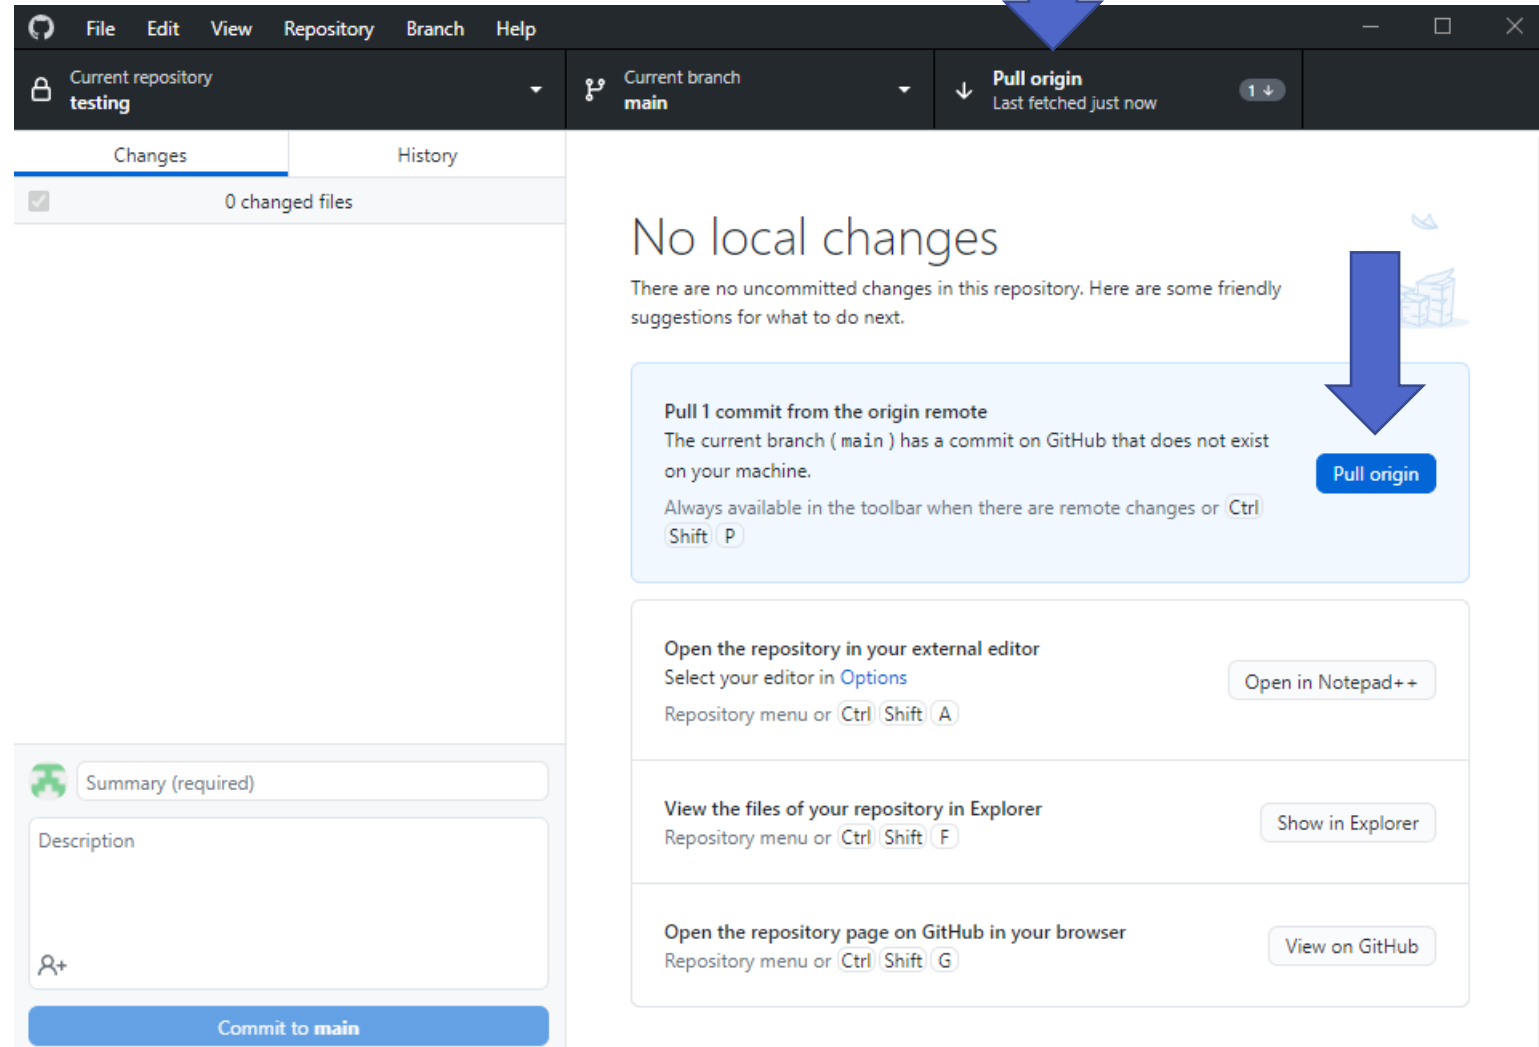 File Edit View Repository Branch Help
Current repository
testing
Current branch
main
Pull origin
Last fetched just now
1
Changes
History
0 changed files
No local changes
There are no uncommitted changes in this repository. Here are some friendly
suggestions for what to do next.
Pull 1 commit from the origin remote
The current branch ( main ) has a commit on GitHub that does not exist
on your machine.
Always available in the toolbar when there are remote changes or Ctrl
Shift P
Pull origin
Open the repository in your external editor
Select your editor in Options
Repository menu or Ctrl Shift A
Open in Notepad++
View the files of your repository in Explorer
Repository menu or Ctrl Shift F
Show in Explorer
Open the repository page on GitHub in your browser
Repository menu or Ctrl Shift G
View on GitHub
Summary (required)
Description
Commit to main